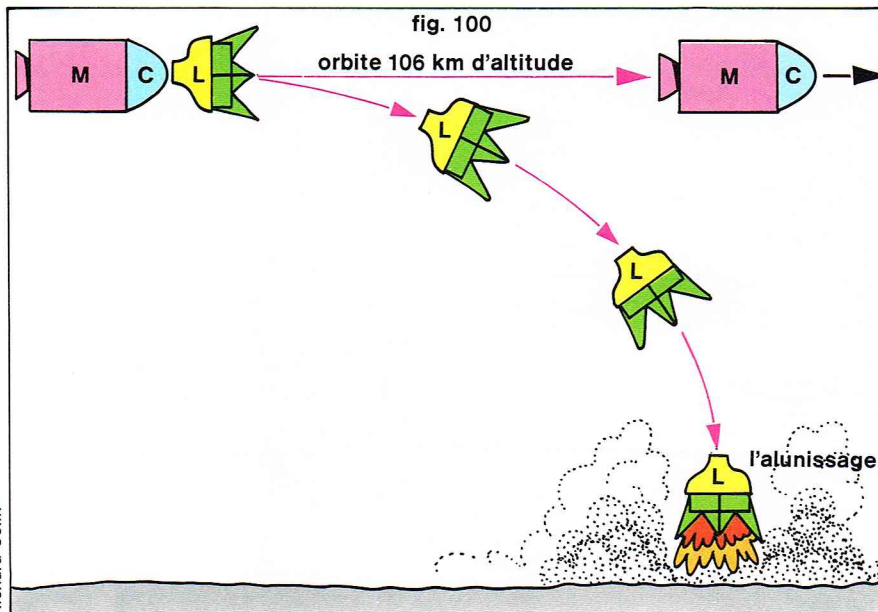 fig. 100
orbite 106 km d'altitude
M C L
M C
L
L
L
l'alunissage